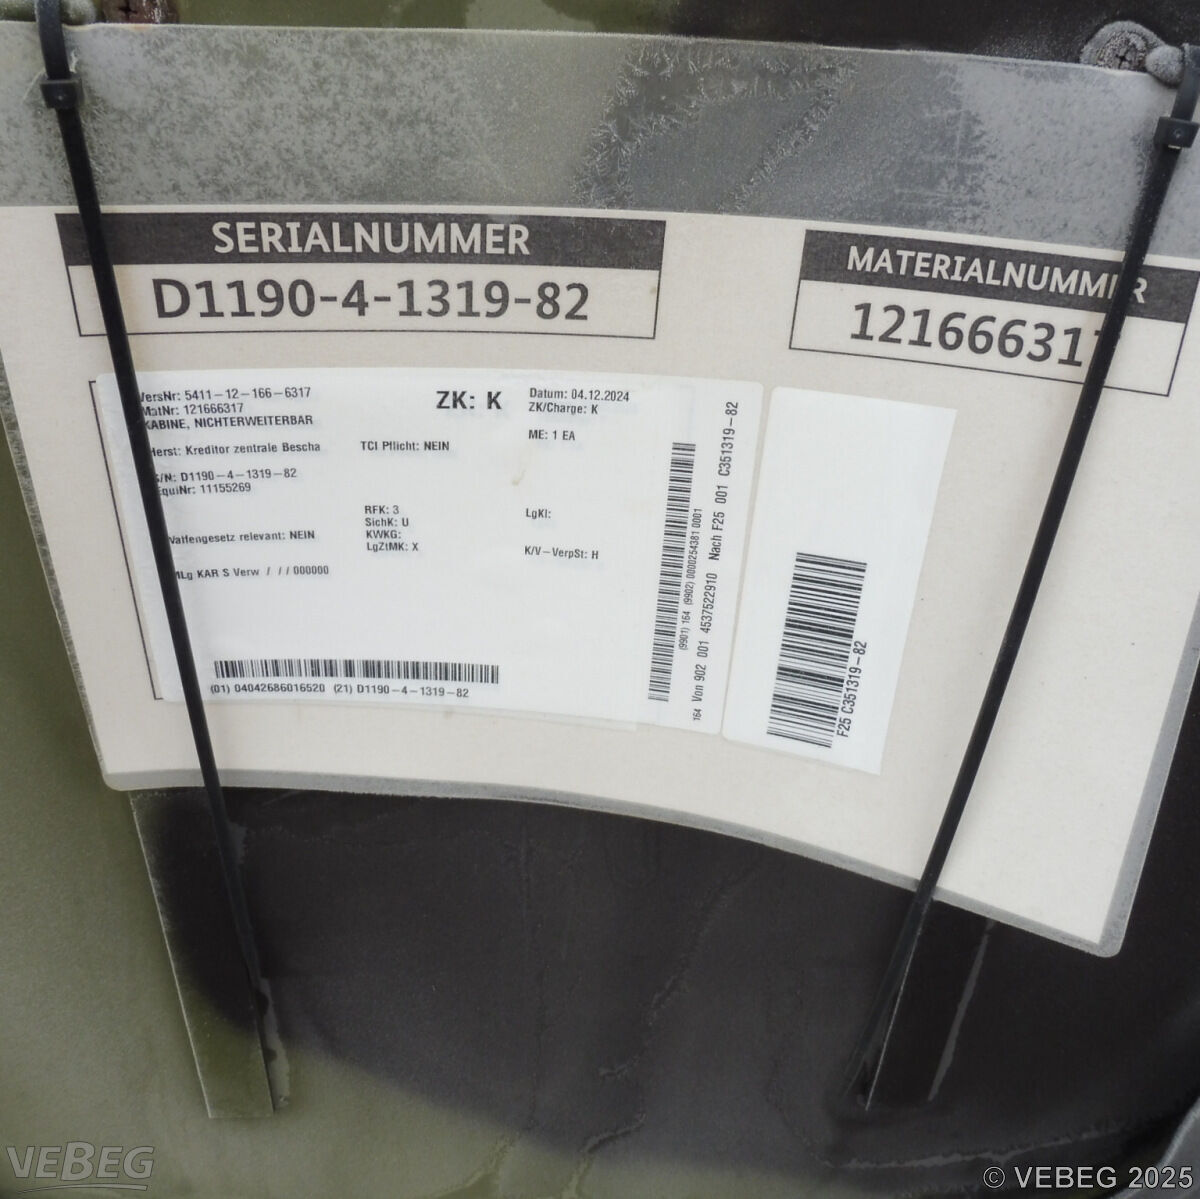 SERIALNUMMER
D1190-4-1319-82
MATERIALNUMMER
121666317
VersNr: 5411-12-166-6317
MatNr: 121666317
KABINE, NICHTERWEITERBAR
Herst: Kreditor zentrale Bescha
S/N: D1190-4-1319-82
EquiNr: 11155269
Waffengesetz relevant: NEIN
MLg KAR S Verw / / / 000000
ZK: K
TCI Pflicht: NEIN
RFK: 3
SichK: U
KWKG:
LgZtMK: X
Datum: 04.12.2024
ZK/Charge: K
ME: 1 EA
LgKl:
K/V-VerpSt: H
(01) 04042686016520 (21) D1190-4-1319-82
(9901) 164 (9902) 0000254381 0001
164 Von 902 001 4537522910 Nach F25 001 C351319-82
F25 C351319-82
VEBEG
© VEBEG 2025